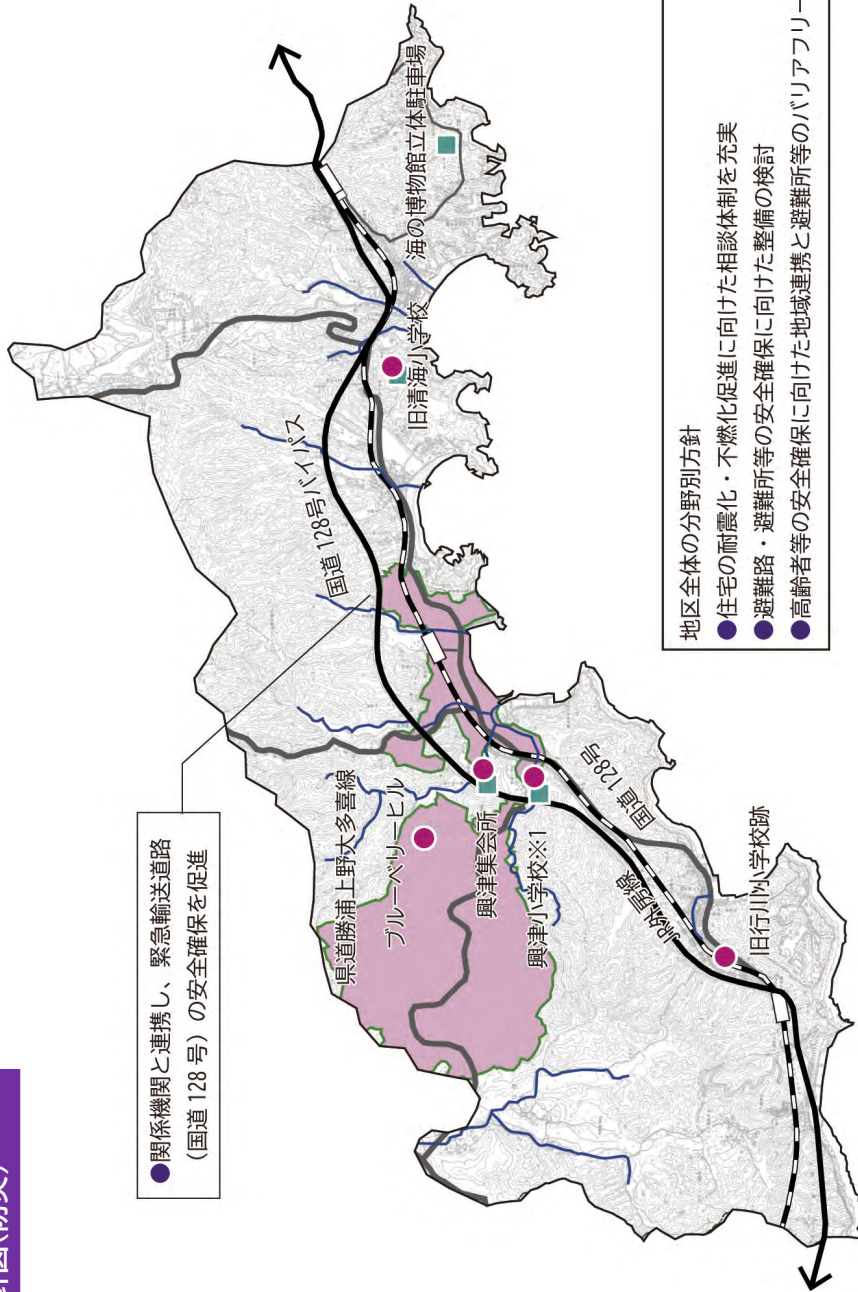 針図(防災)
●関係機関と連携し、緊急輸送道路
(国道 128 号)の安全確保を促進
国道 128号バイパス
海の博物館立体駐車場
旧清海小学校
県道勝浦上野大多喜線
ブルーベリーヒル
興津集会所
興津小学校※1
国道 128号
JR外房線
旧行川小学校跡
地区全体の分野別方針
●住宅の耐震化・不燃化促進に向けた相談体制を充実
●避難路・避難所等の安全確保に向けた整備の検討
●高齢者等の安全確保に向けた地域連携と避難所等のバリアフリー